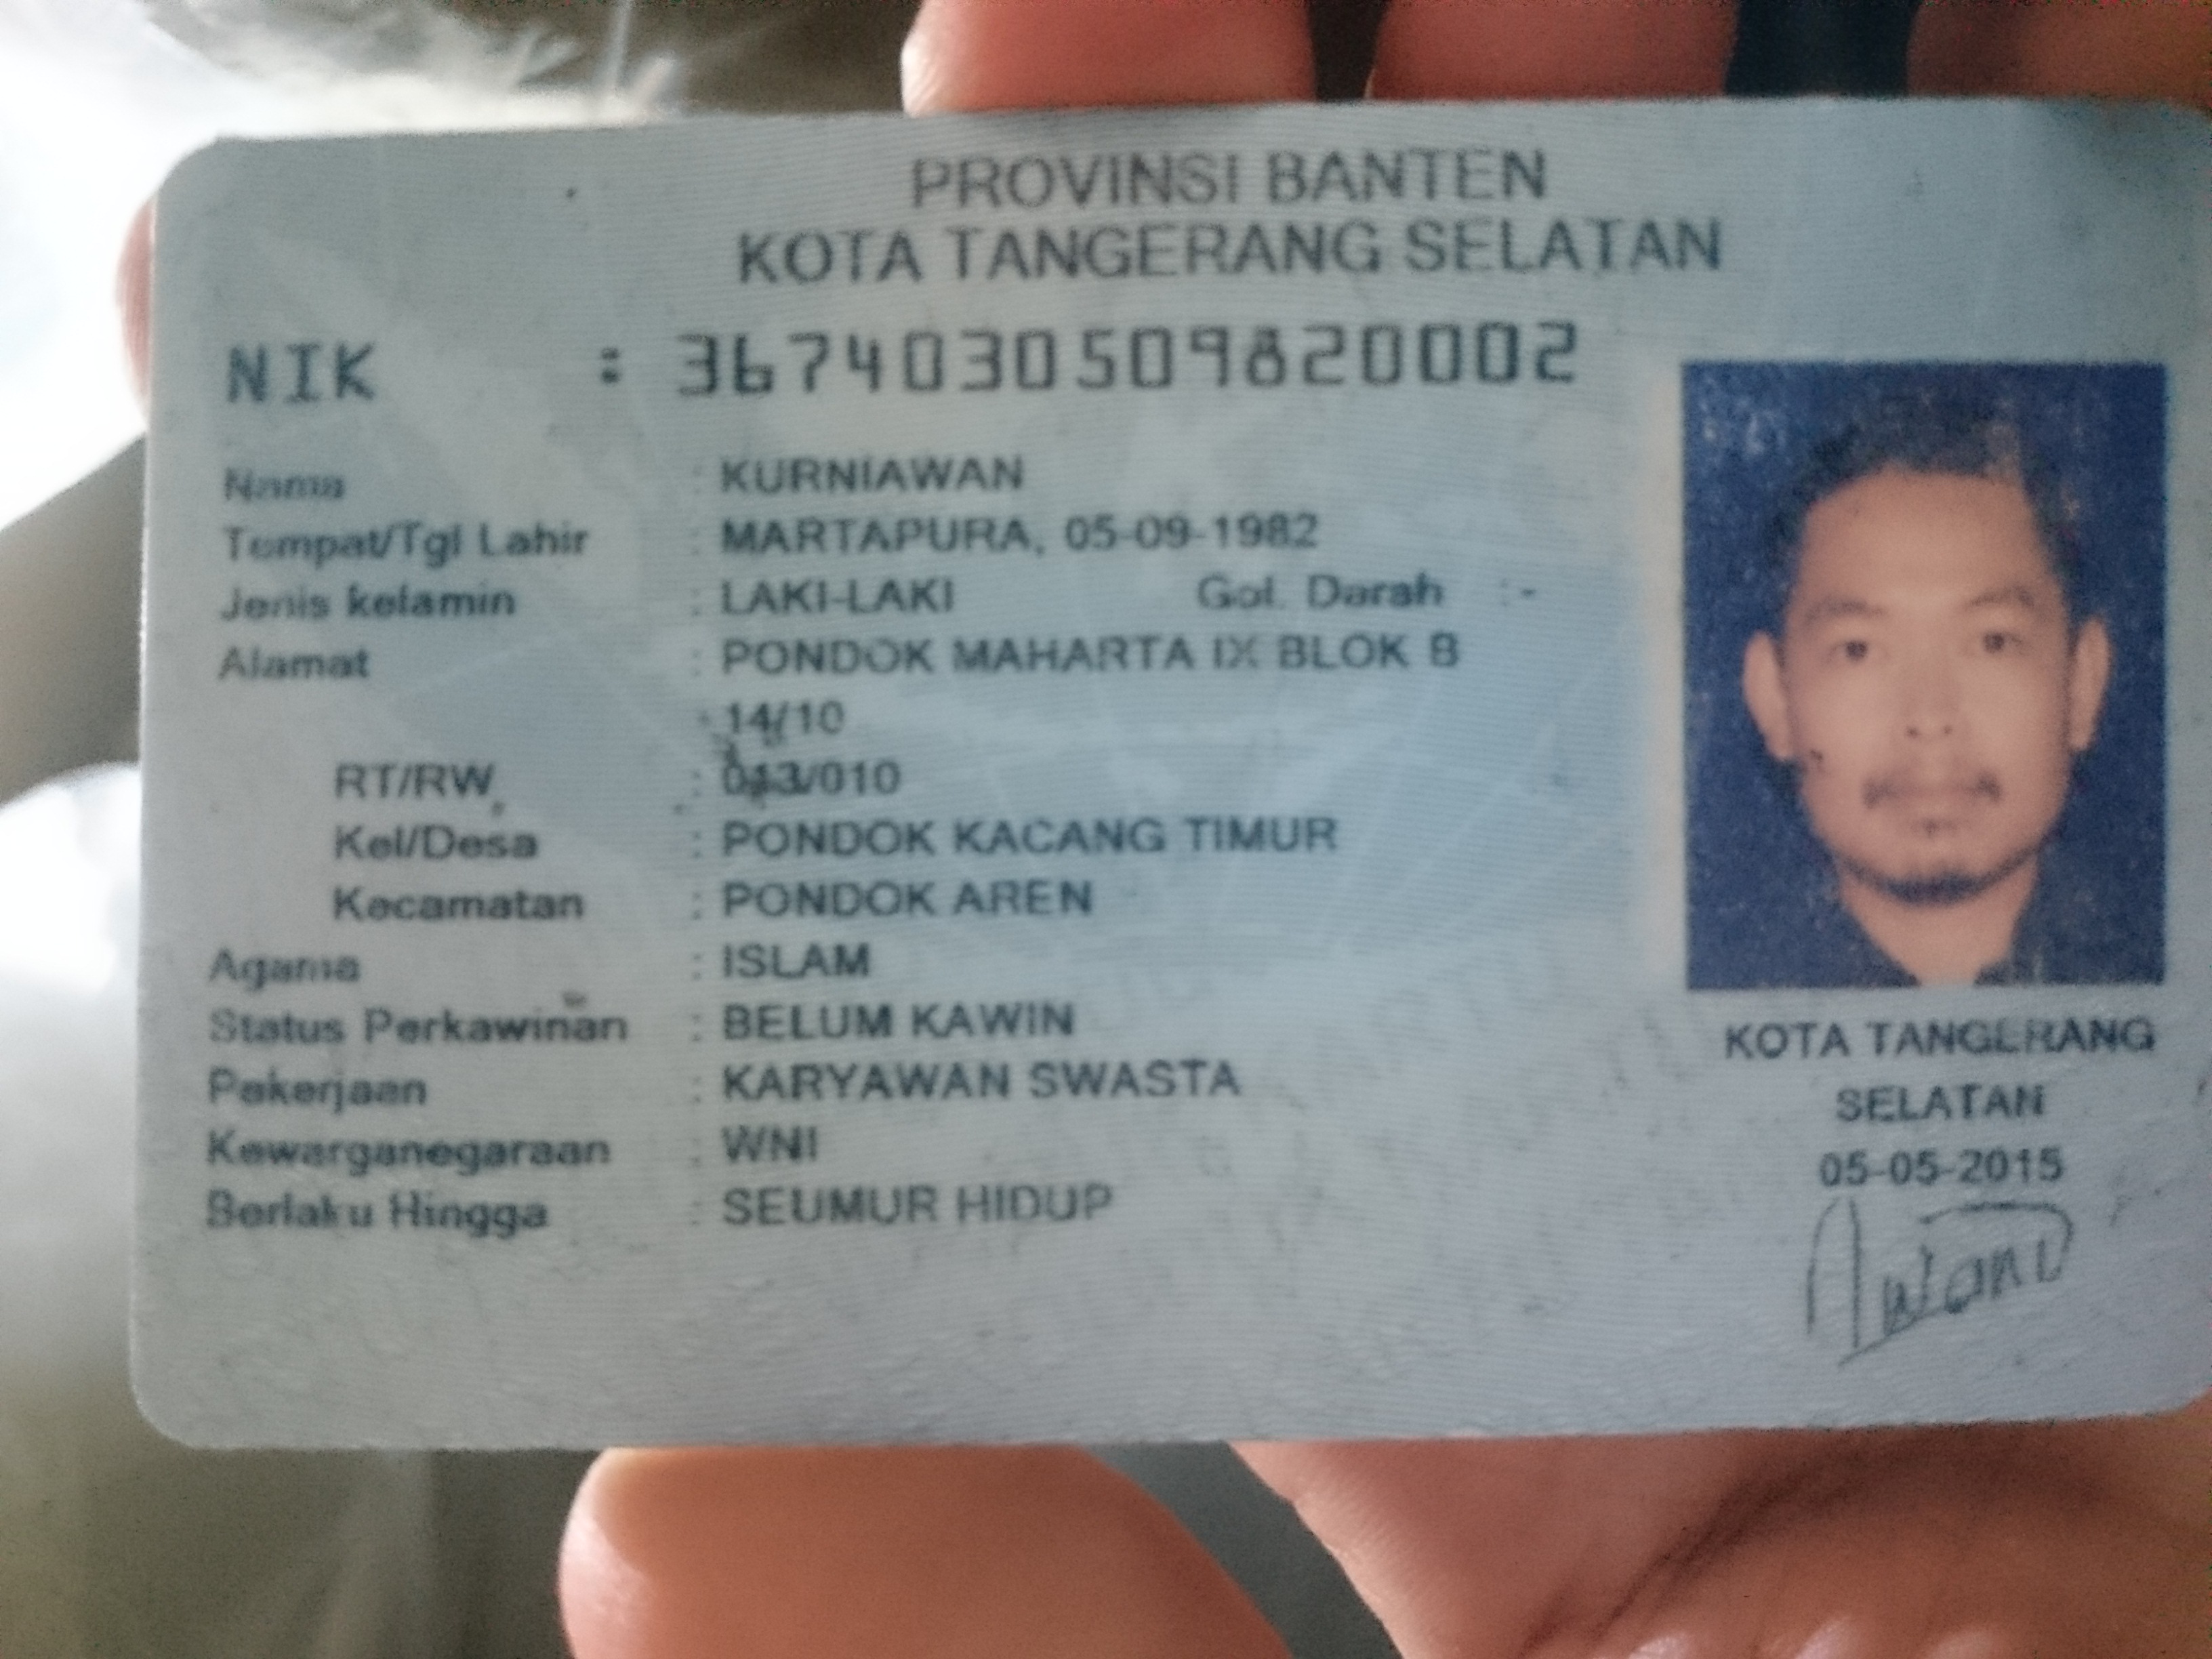 PROVINSI BANTEN
KOTA TANGERANG SELATAN
NIK : 3674030509820002
Nama : KURNIAWAN
Tempat/Tgl Lahir : MARTAPURA, 05-09-1982
Jenis kelamin : LAKI-LAKI Gol. Darah :-
Alamat : PONDOK MAHARTA IX BLOK B
: 14/10
RT/RW : 013/010
Kel/Desa : PONDOK KACANG TIMUR
Kecamatan : PONDOK AREN
Agama : ISLAM
Status Perkawinan : BELUM KAWIN
Pekerjaan : KARYAWAN SWASTA
Kewarganegaraan : WNI
Berlaku Hingga : SEUMUR HIDUP
KOTA TANGERANG
SELATAN
05-05-2015